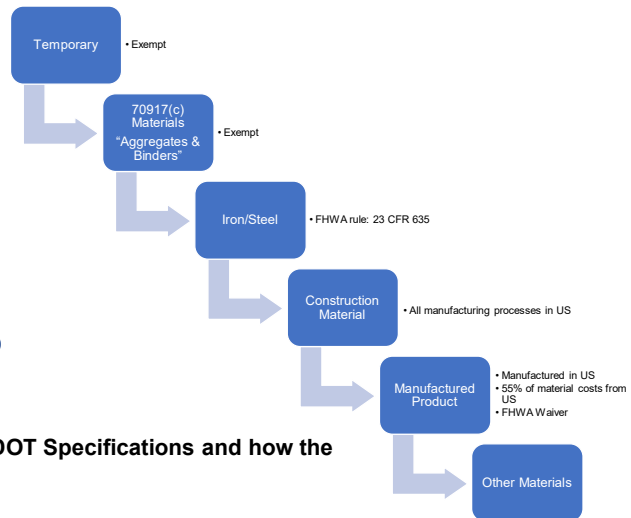 Temporary
• Exempt
70917(c)
Materials
“Aggregates &
Binders”
• Exempt
Iron/Steel
• FHWA rule: 23 CFR 635
Construction
Material
• All manufacturing processes in US
Manufactured
Product
• Manufactured in US
• 55% of material costs from
US
• FHWA Waiver
OOT Specifications and how the
Other Materials